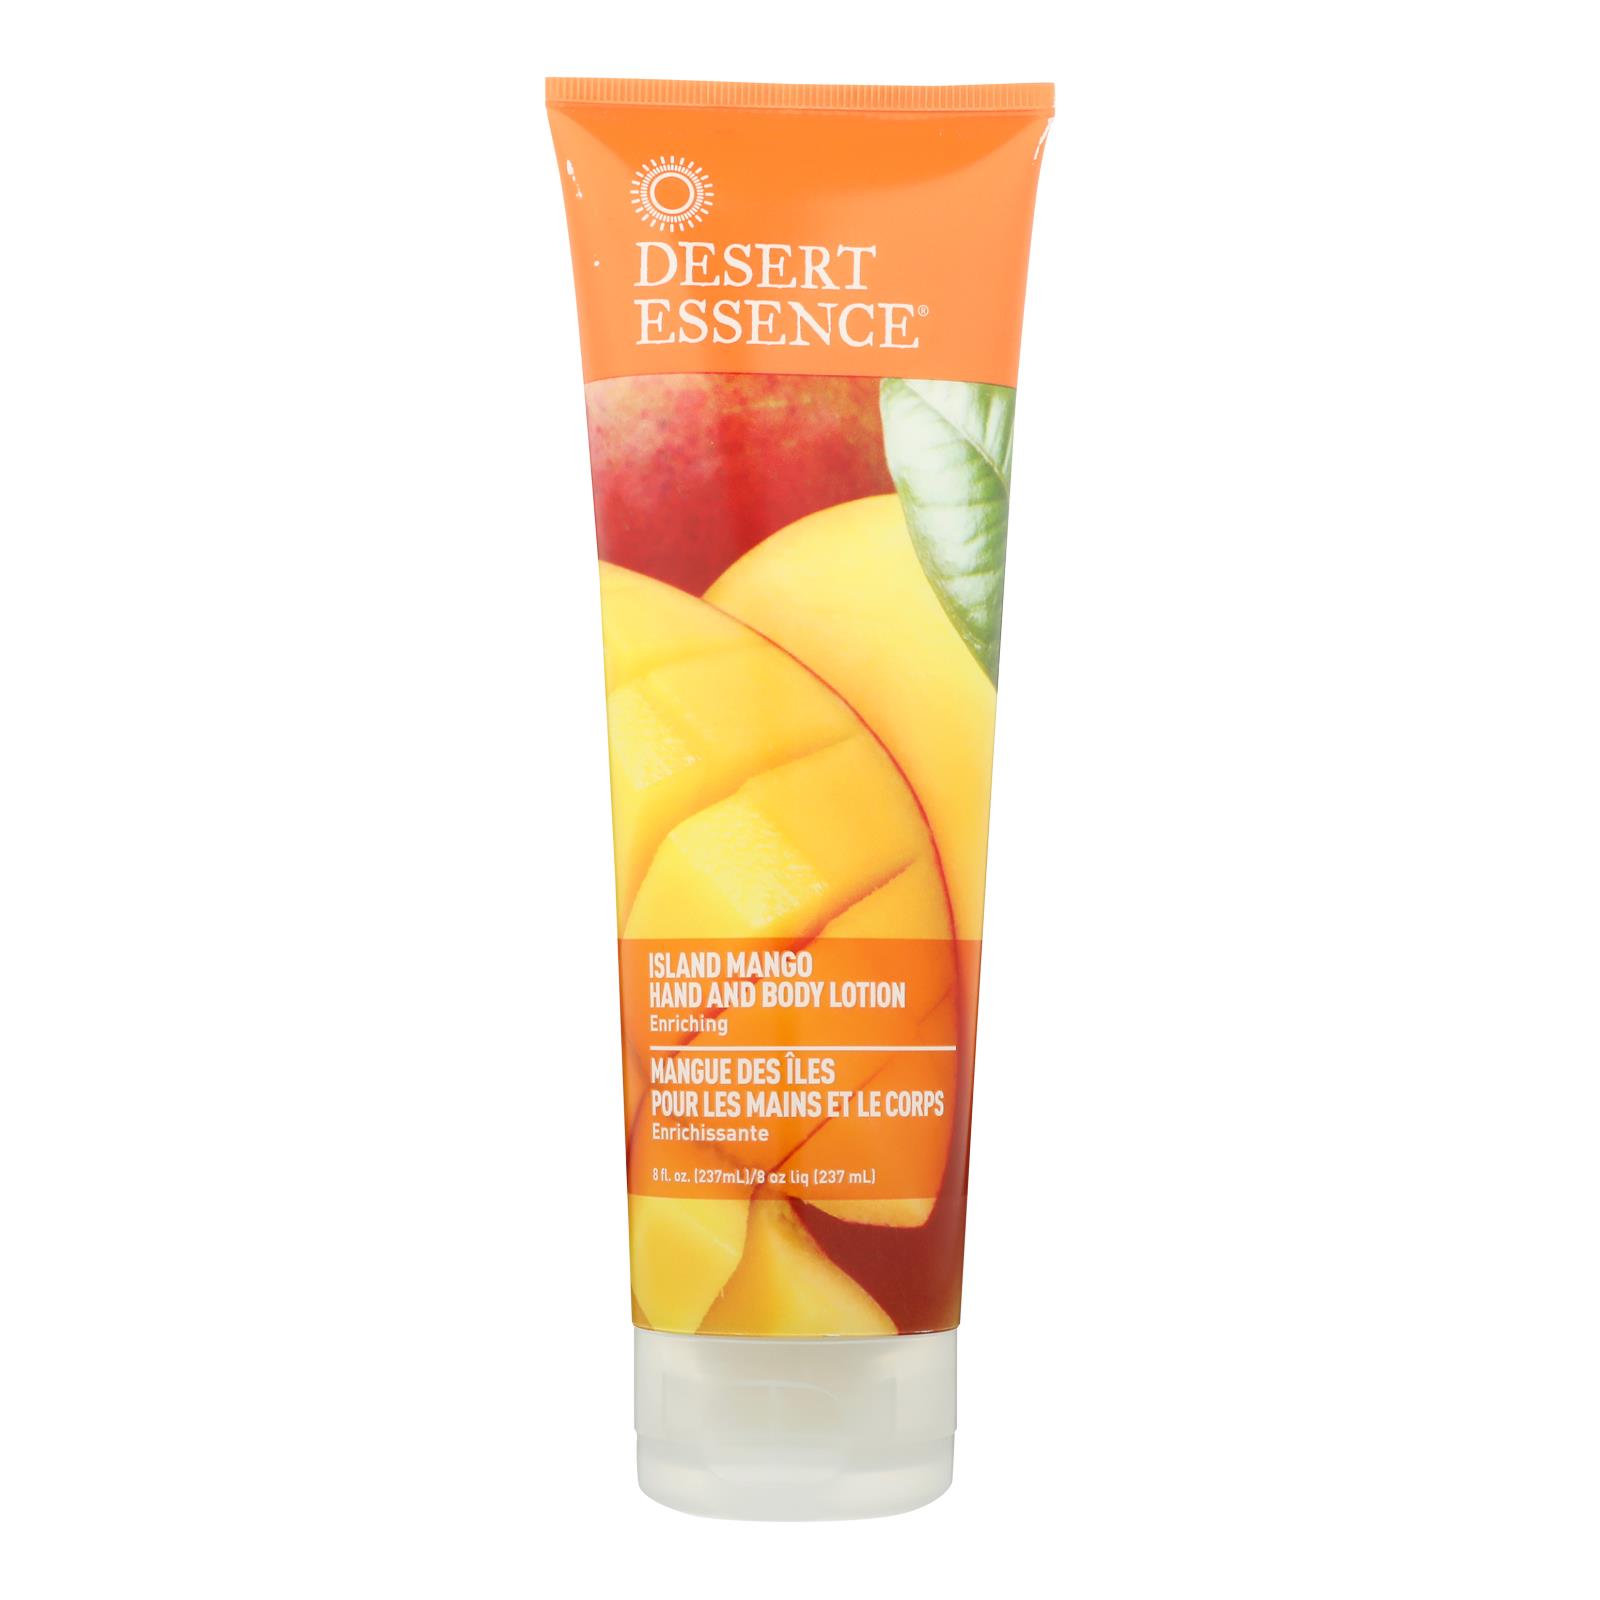 DESERT
ESSENCE®
ISLAND MANGO
HAND AND BODY LOTION
Enriching
MANGUE DES ÎLES
POUR LES MAINS ET LE CORPS
Enrichissante
8 fl. oz. (237mL)/8 oz liq (237 mL)